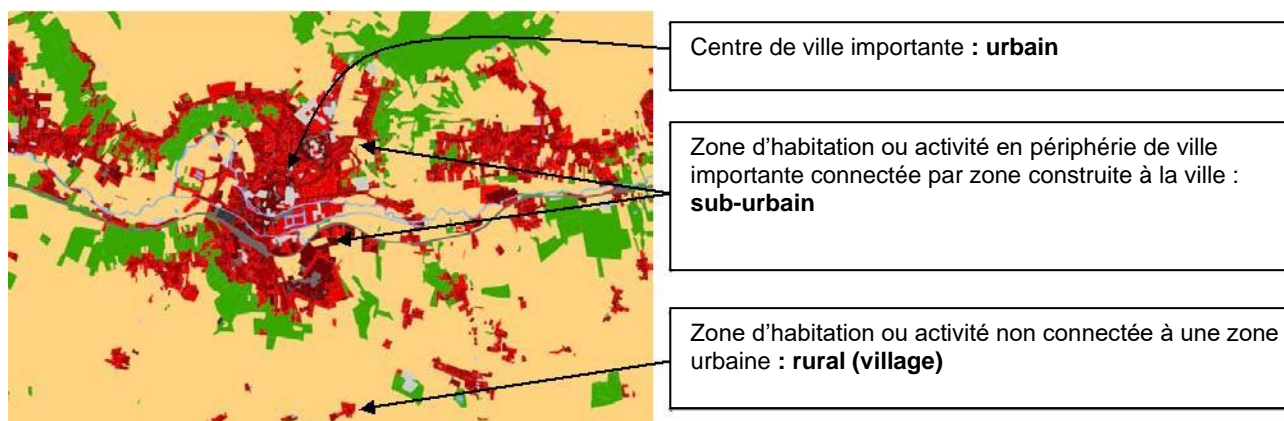 Centre de ville importante : urbain
Zone d'habitation ou activité en périphérie de ville
importante connectée par zone construite à la ville :
sub-urbain
Zone d'habitation ou activité non connectée à une zone
urbaine : rural (village)